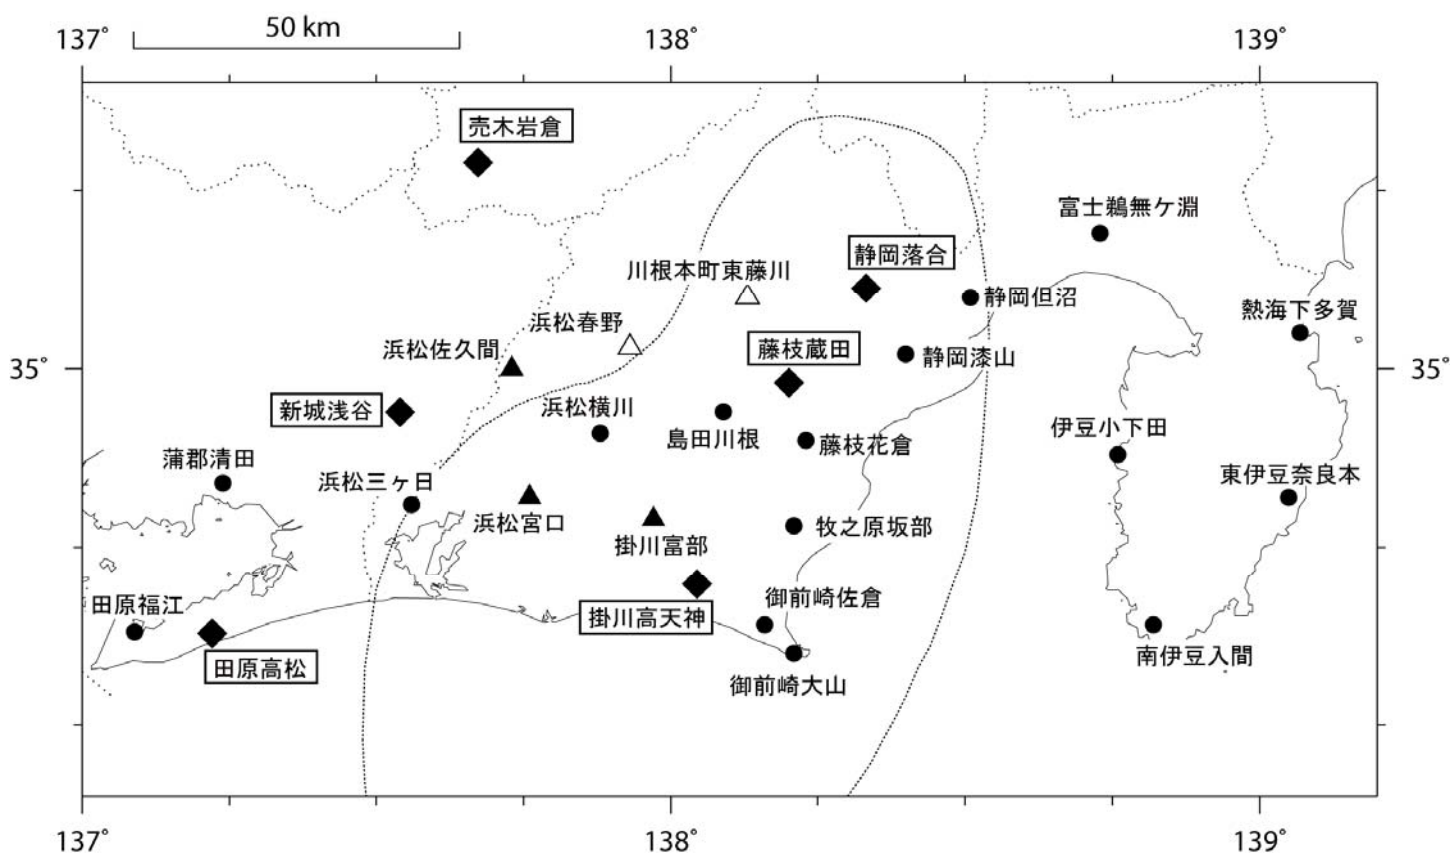 50 km
137° 138° 139°
売木岩倉
富士鵜無ケ淵
静岡落合
川根本町東藤川
静岡但沼
熱海下多賀
浜松春野
浜松佐久間
藤枝蔵田
静岡漆山
35° 35°
新城浅谷
浜松横川
島田川根
藤枝花倉
伊豆小下田
蒲郡清田
浜松三ヶ日
東伊豆奈良本
浜松宮口
掛川富部
牧之原坂部
田原福江
掛川高天神
御前崎佐倉
田原高松
御前崎大山
南伊豆入間
137° 138° 139°